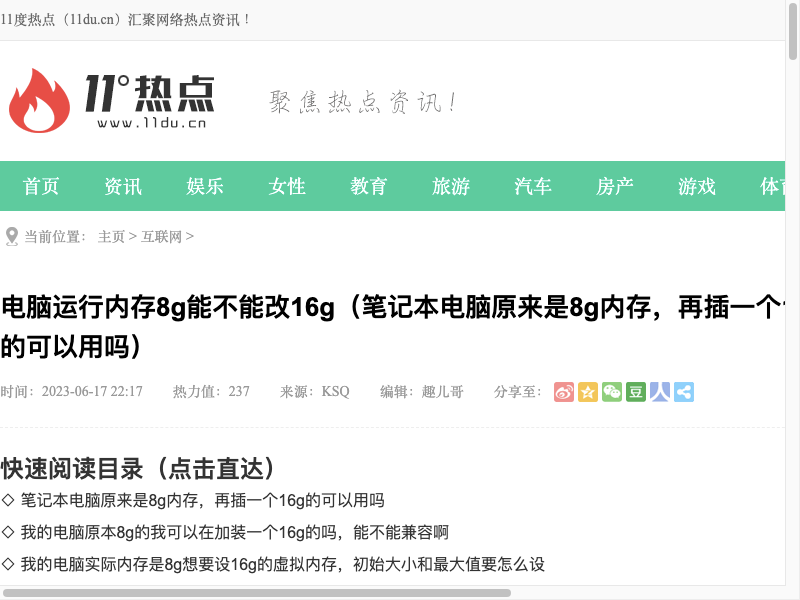 11度热点（11du.cn）汇聚网络热点资讯！
11°热点
www.11du.cn
聚焦热点资讯！
首页 资讯 娱乐 女性 教育 旅游 汽车 房产 游戏 体育
当前位置： 主页 > 互联网 >
电脑运行内存8g能不能改16g（笔记本电脑原来是8g内存，再插一个
的可以用吗）
时间：2023-06-17 22:17 热力值：237 来源：KSQ 编辑：趣儿哥 分享至：
豆
快速阅读目录（点击直达）
◇ 笔记本电脑原来是8g内存，再插一个16g的可以用吗
◇ 我的电脑原本8g的我可以在加装一个16g的吗，能不能兼容啊
◇ 我的电脑实际内存是8g想要设16g的虚拟内存，初始大小和最大值要怎么设